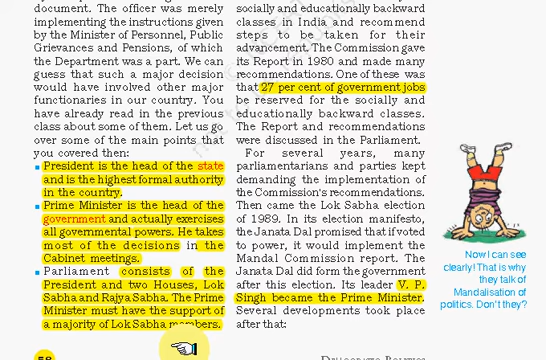 document. The officer was merely
implementing the instructions given
by the Minister of Personnel, Public
Grievances and Pensions, of which
the Department was a part. We can
guess that such a major decision
would have involved other major
functionaries in our country. You
have already read in the previous
class about some of them. Let us go
over some of the main points that
you covered then:
President is the head of the state
and is the highest formal authority
in the country.
Prime Minister is the head of the
government and actually exercises
all governmental powers. He takes
most of the decisions in the
Cabinet meetings.
Parliament consists of the
President and two Houses, Lok
Sabha and Rajya Sabha. The Prime
Minister must have the support of
a majority of Lok Sabha members.
socially and educationally backward
classes in India and recommend
steps to be taken for their
advancement. The Commission gave
its Report in 1980 and made many
recommendations. One of these was
that 27 per cent of government jobs
be reserved for the socially and
educationally backward classes.
The Report and recommendations
were discussed in the Parliament.
For several years, many
parliamentarians and parties kept
demanding the implementation of
the Commission's recommendations.
Then came the Lok Sabha election
of 1989. In its election manifesto,
the Janata Dal promised that if voted
to power, it would implement the
Mandal Commission report. The
Janata Dal did form the government
after this election. Its leader V. P.
Singh became the Prime Minister.
Several developments took place
after that:
Now I can see
clearly! That is why
they talk of
Mandalisation of
politics. Don't they?
58
Democratic Politics